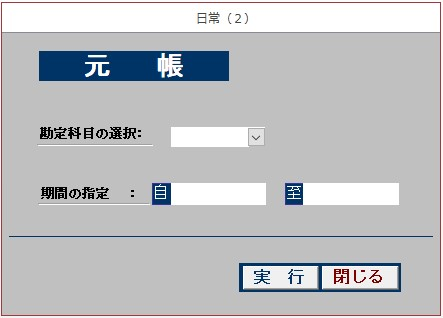 日常（２）
元　帳
勘定科目の選択:
期間の指定　: 自 至
実　行 閉じる